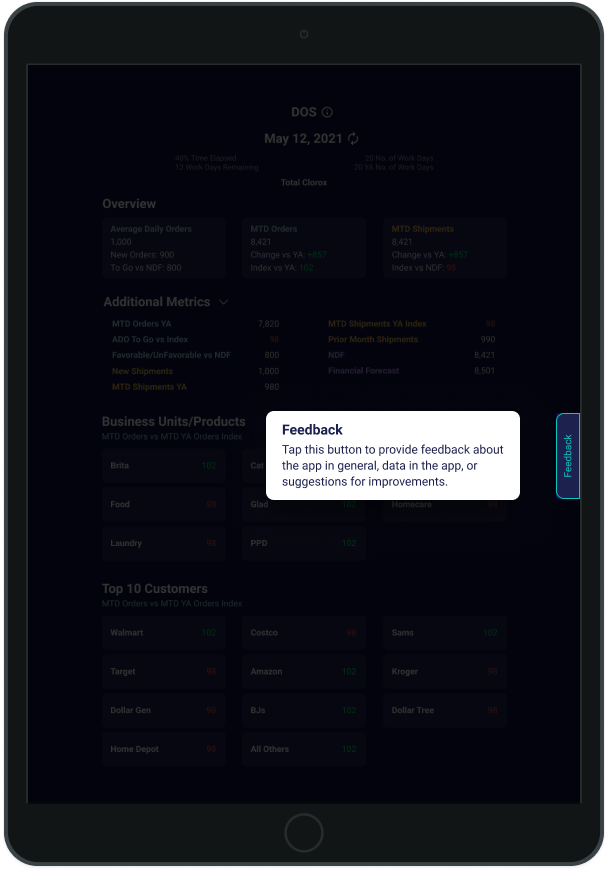 DOS
May 12, 2021
40% Time Elapsed 20 No. of Work Days
12 Work Days Remaining 20 YA No. of Work Days
Total Clorox
Overview
Average Daily Orders
1,000
New Orders: 900
To Go vs NDF: 800
MTD Orders
8,421
Change vs YA: +857
Index vs YA: 102
MTD Shipments
8,421
Change vs YA: +857
Index vs NDF: 98
Additional Metrics
MTD Orders YA 7,820
ADO To Go vs Index 98
Favorable/UnFavorable vs NDF 800
New Shipments 1,000
MTD Shipments YA 980
MTD Shipments YA Index 98
Prior Month Shipments 990
NDF 8,421
Financial Forecast 8,501
Business Units/Products
MTD Orders vs MTD YA Orders Index
Feedback
Tap this button to provide feedback about
the app in general, data in the app, or
suggestions for improvements.
Feedback
Brita 102 Cat
Food 98 Glad 102 Homecare 98
Laundry 98 PPD 102
Top 10 Customers
MTD Orders vs MTD YA Orders Index
Walmart 102 Costco 98 Sams 102
Target 98 Amazon 102 Kroger 98
Dollar Gen 98 BJs 102 Dollar Tree 98
Home Depot 98 All Others 102